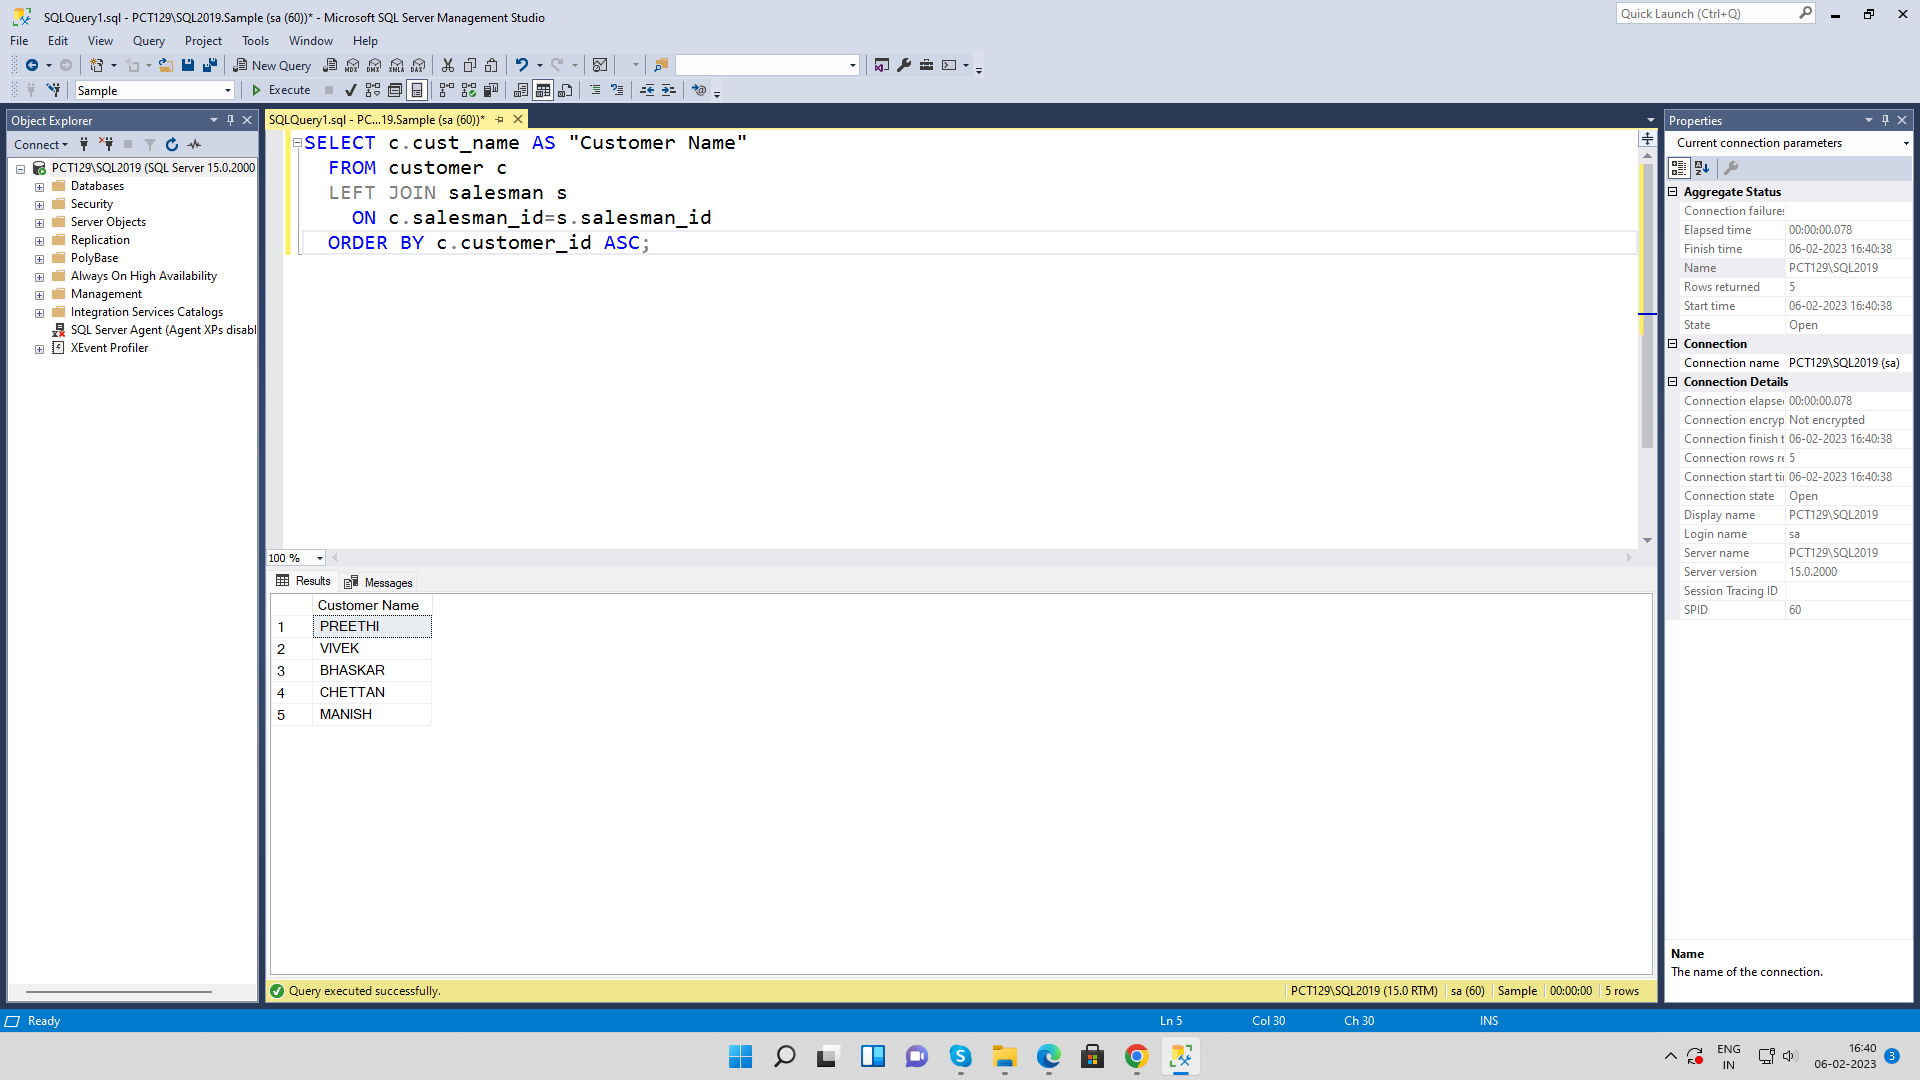 SQLQuery1.sql - PCT129\SQL2019.Sample (sa (60))* - Microsoft SQL Server Management Studio
Quick Launch (Ctrl+Q)
File Edit View Query Project Tools Window Help
New Query
MDX DMX XMLA DAX
Sample
Execute
Object Explorer
Connect
PCT129\SQL2019 (SQL Server 15.0.2000
Databases
Security
Server Objects
Replication
PolyBase
Always On High Availability
Management
Integration Services Catalogs
SQL Server Agent (Agent XPs disabl
XEvent Profiler
SQLQuery1.sql - PC...19.Sample (sa (60))*
SELECT c.cust_name AS "Customer Name"
FROM customer c
LEFT JOIN salesman s
ON c.salesman_id=s.salesman_id
ORDER BY c.customer_id ASC;
100 %
Results Messages
Customer Name
1 PREETHI
2 VIVEK
3 BHASKAR
4 CHETTAN
5 MANISH
Query executed successfully.
PCT129\SQL2019 (15.0 RTM) sa (60) Sample 00:00:00 5 rows
Properties
Current connection parameters
Aggregate Status
Connection failures
Elapsed time 00:00:00.078
Finish time 06-02-2023 16:40:38
Name PCT129\SQL2019
Rows returned 5
Start time 06-02-2023 16:40:38
State Open
Connection
Connection name PCT129\SQL2019 (sa)
Connection Details
Connection elapse 00:00:00.078
Connection encryp Not encrypted
Connection finish t 06-02-2023 16:40:38
Connection rows re 5
Connection start ti 06-02-2023 16:40:38
Connection state Open
Display name PCT129\SQL2019
Login name sa
Server name PCT129\SQL2019
Server version 15.0.2000
Session Tracing ID
SPID 60
Name
The name of the connection.
Ready
Ln 5 Col 30 Ch 30 INS
ENG
IN
16:40
06-02-2023
3